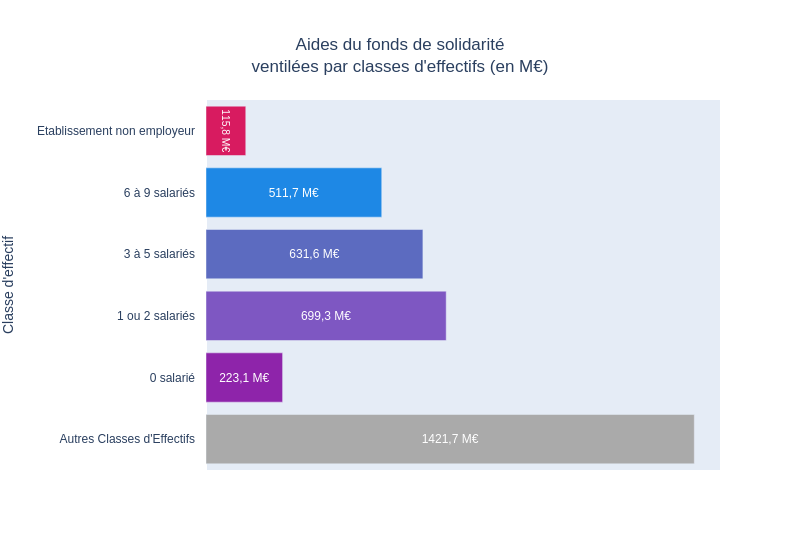 Aides du fonds de solidarité
ventilées par classes d'effectifs (en M€)
Classe d'effectif
Etablissement non employeur
115,8 M€
6 à 9 salariés
511,7 M€
3 à 5 salariés
631,6 M€
1 ou 2 salariés
699,3 M€
0 salarié
223,1 M€
Autres Classes d'Effectifs
1421,7 M€